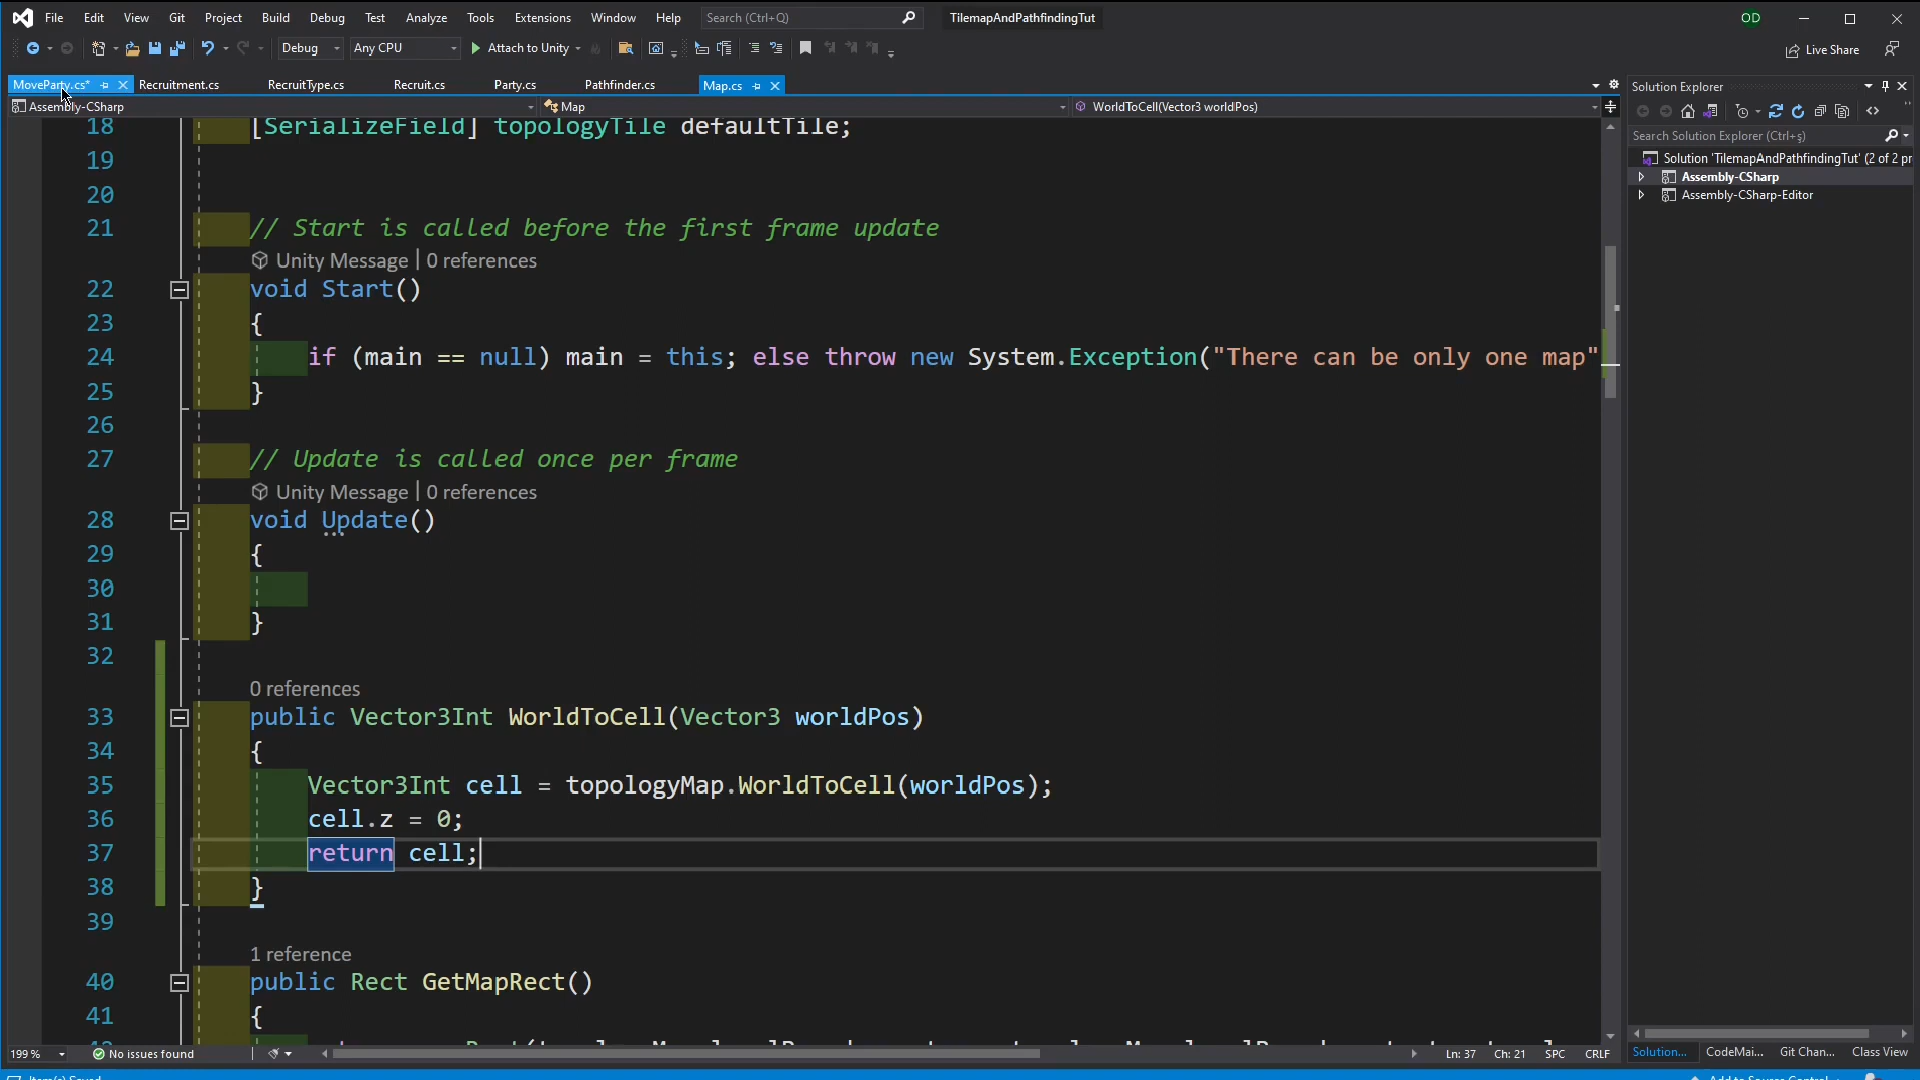 File Edit View Git Project Build Debug Test Analyze Tools Extensions Window Help Search (Ctrl+Q) TilemapAndPathfindingTut OD
Debug Any CPU Attach to Unity Live Share
MoveParty.cs* Recruitment.cs RecruitType.cs Recruit.cs Party.cs Pathfinder.cs Map.cs
Assembly-CSharp Map WorldToCell(Vector3 worldPos)
18 [SerializeField] topologyTile defaultTile;
19
20
21 // Start is called before the first frame update
Unity Message | 0 references
22 void Start()
23 {
24 if (main == null) main = this; else throw new System.Exception("There can be only one map"
25 }
26
27 // Update is called once per frame
Unity Message | 0 references
28 void Update()
29 {
30
31 }
32
0 references
33 public Vector3Int WorldToCell(Vector3 worldPos)
34 {
35 Vector3Int cell = topologyMap.WorldToCell(worldPos);
36 cell.z = 0;
37 return cell;
38 }
39
1 reference
40 public Rect GetMapRect()
41 {
199 % No issues found Ln: 37 Ch: 21 SPC CRLF
Solution Explorer
Search Solution Explorer (Ctrl+ş)
Solution 'TilemapAndPathfindingTut' (2 of 2 pr
Assembly-CSharp
Assembly-CSharp-Editor
Solution... CodeMai... Git Chan... Class View